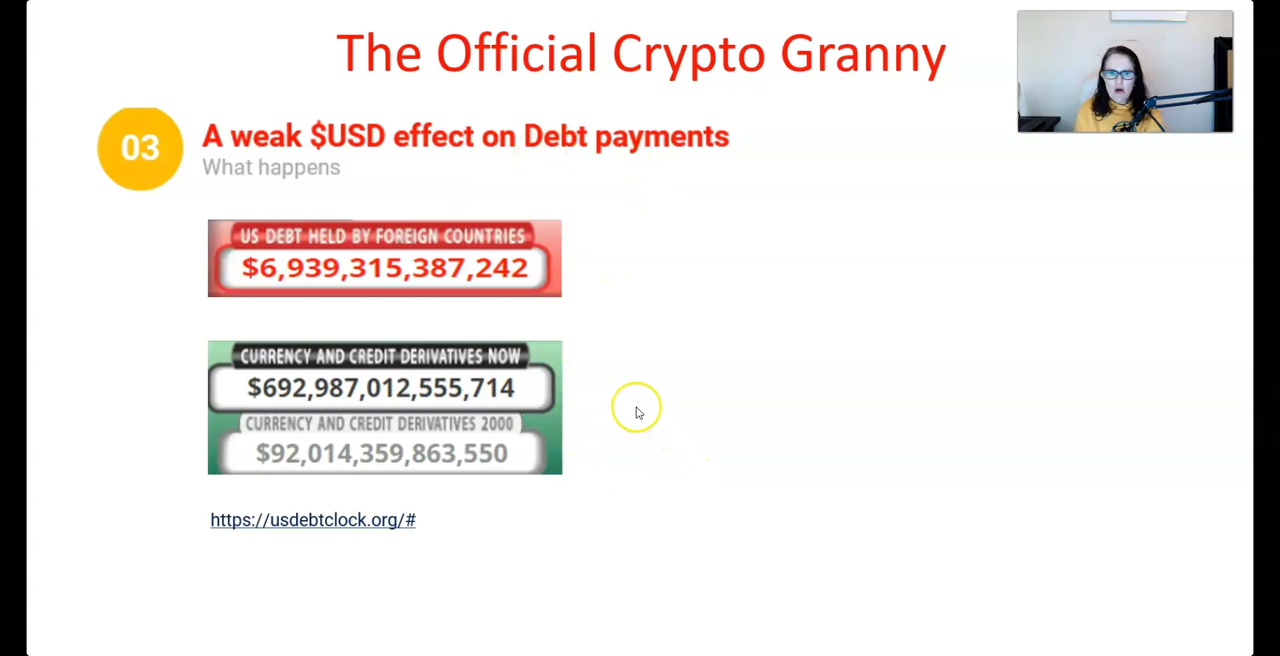 The Official Crypto Granny
03
A weak $USD effect on Debt payments
What happens
US DEBT HELD BY FOREIGN COUNTRIES
$6,939,315,387,242
CURRENCY AND CREDIT DERIVATIVES NOW
$692,987,012,555,714
CURRENCY AND CREDIT DERIVATIVES 2000
$92,014,359,863,550
https://usdebtclock.org/#